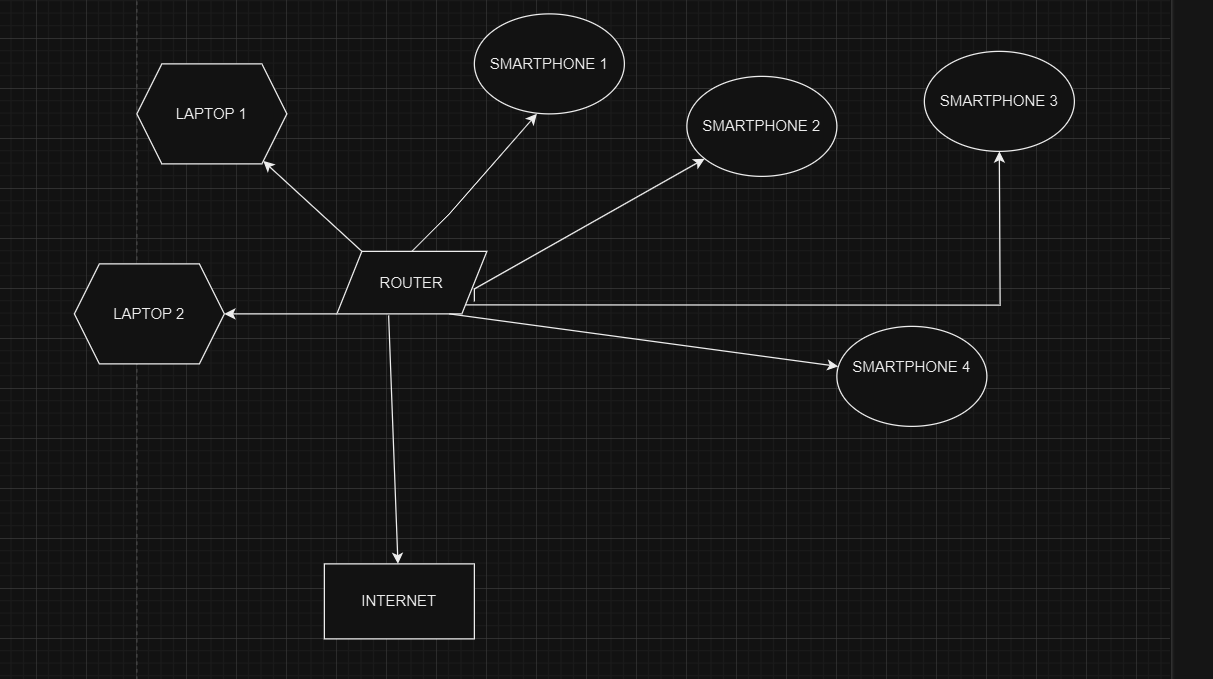 SMARTPHONE 1
SMARTPHONE 3
LAPTOP 1
SMARTPHONE 2
ROUTER
LAPTOP 2
SMARTPHONE 4
INTERNET